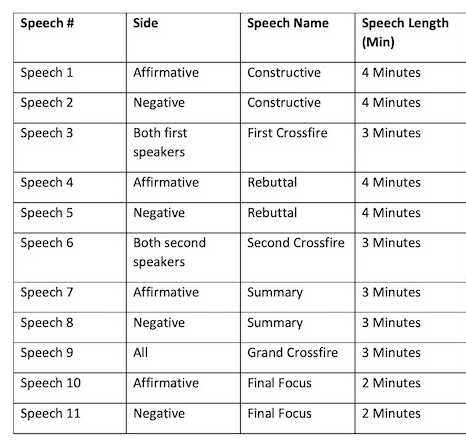 Speech # Side Speech Name Speech Length
(Min)
Speech 1 Affirmative Constructive 4 Minutes
Speech 2 Negative Constructive 4 Minutes
Speech 3 Both first First Crossfire 3 Minutes
speakers
Speech 4 Affirmative Rebuttal 4 Minutes
Speech 5 Negative Rebuttal 4 Minutes
Speech 6 Both second Second Crossfire 3 Minutes
speakers
Speech 7 Affirmative Summary 3 Minutes
Speech 8 Negative Summary 3 Minutes
Speech 9 All Grand Crossfire 3 Minutes
Speech 10 Affirmative Final Focus 2 Minutes
Speech 11 Negative Final Focus 2 Minutes